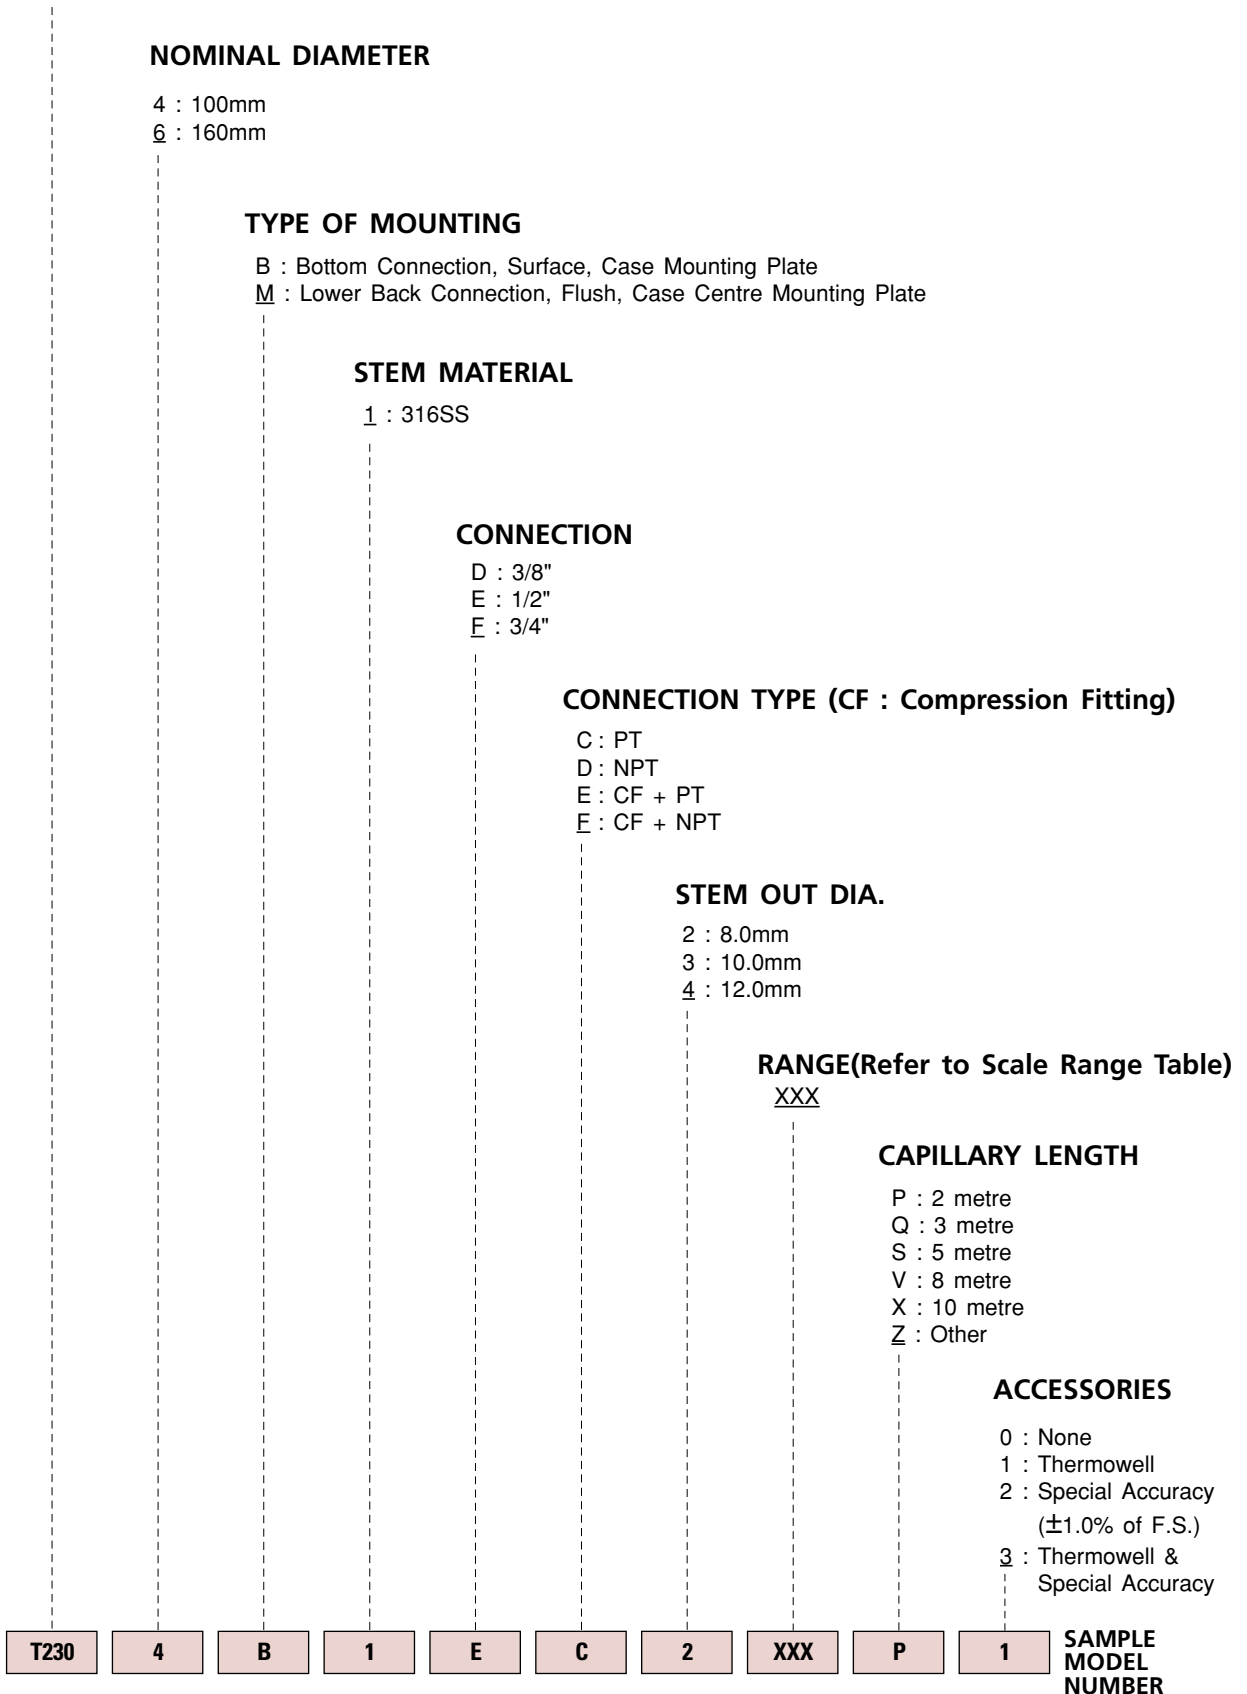 NOMINAL DIAMETER
4 : 100mm
6 : 160mm
TYPE OF MOUNTING
B : Bottom Connection, Surface, Case Mounting Plate
M : Lower Back Connection, Flush, Case Centre Mounting Plate
STEM MATERIAL
1 : 316SS
CONNECTION
D : 3/8"
E : 1/2"
F : 3/4"
CONNECTION TYPE (CF : Compression Fitting)
C : PT
D : NPT
E : CF + PT
F : CF + NPT
STEM OUT DIA.
2 : 8.0mm
3 : 10.0mm
4 : 12.0mm
RANGE(Refer to Scale Range Table)
XXX
CAPILLARY LENGTH
P : 2 metre
Q : 3 metre
S : 5 metre
V : 8 metre
X : 10 metre
Z : Other
ACCESSORIES
0 : None
1 : Thermowell
2 : Special Accuracy
(±1.0% of F.S.)
3 : Thermowell &
Special Accuracy
T230 4 B 1 E C 2 XXX P 1
SAMPLE
MODEL
NUMBER